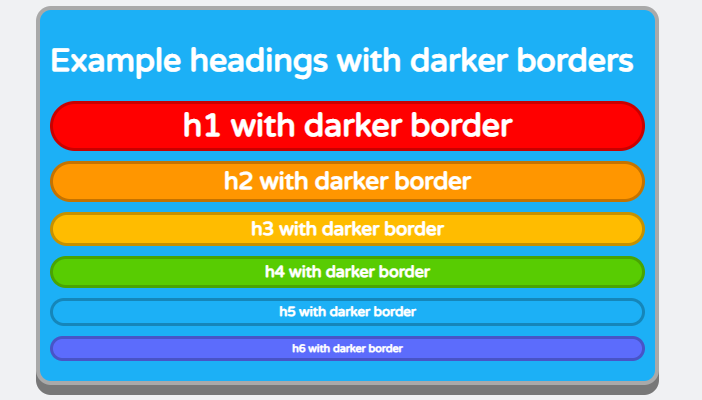 Example headings with darker borders
h1 with darker border
h2 with darker border
h3 with darker border
h4 with darker border
h5 with darker border
h6 with darker border